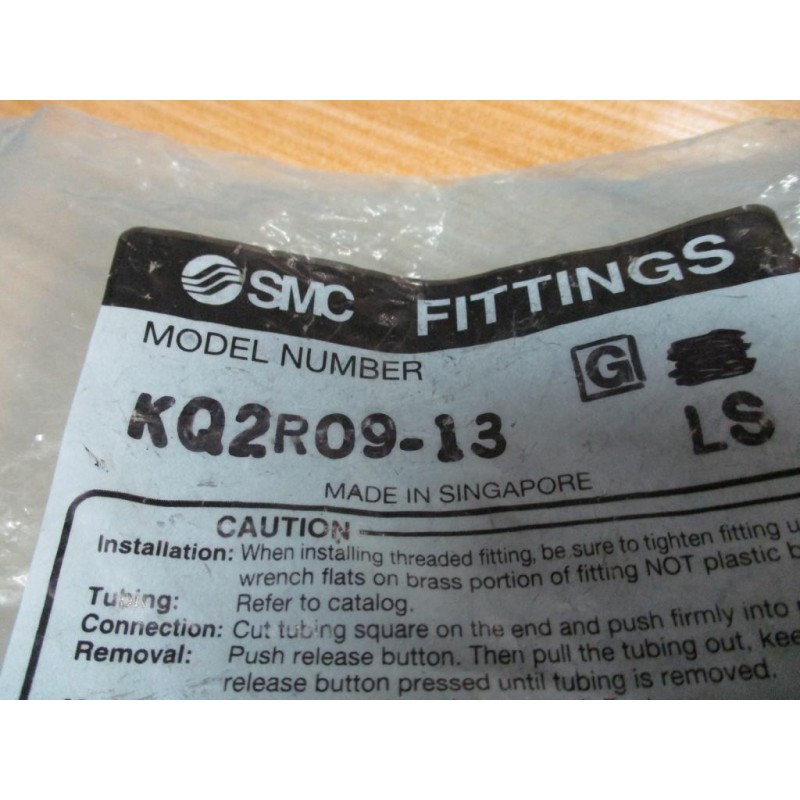 SMC FITTINGS
MODEL NUMBER G
KQ2R09-13 LS
MADE IN SINGAPORE
CAUTION
Installation: When installing threaded fitting, be sure to tighten fitting
wrench flats on brass portion of fitting NOT plastic
Tubing: Refer to catalog.
Connection: Cut tubing square on the end and push firmly into
Removal: Push release button. Then pull the tubing out,
release button pressed until tubing is removed.